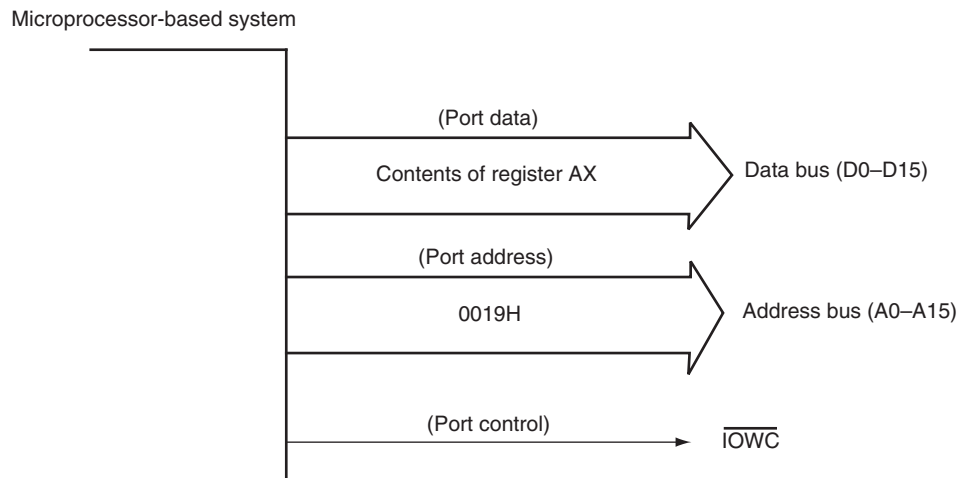 Microprocessor-based system
(Port data)
Contents of register AX
Data bus (D0–D15)
(Port address)
0019H
Address bus (A0–A15)
(Port control)
IOWC